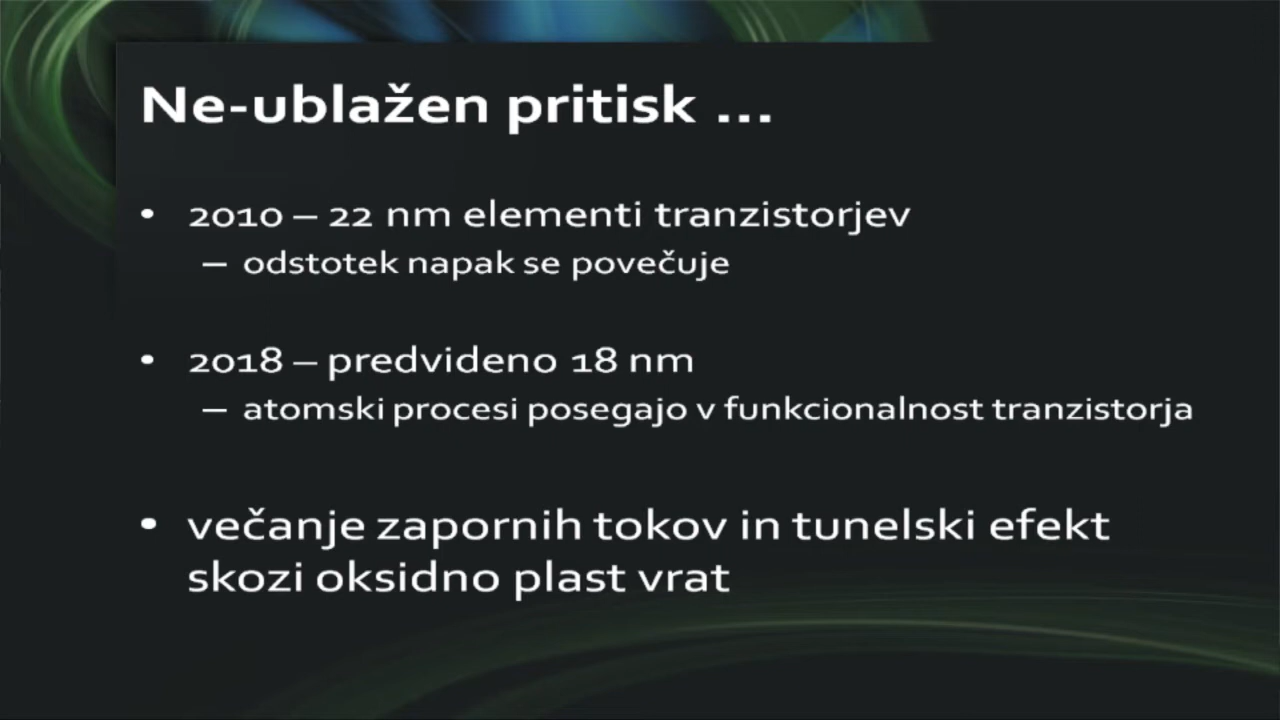 Ne-ublažen pritisk ...
• 2010 – 22 nm elementi tranzistorjev
– odstotek napak se povečuje
• 2018 – predvideno 18 nm
– atomski procesi posegajo v funkcionalnost tranzistorja
• večanje zapornih tokov in tunelski efekt
skozi oksidno plast vrat